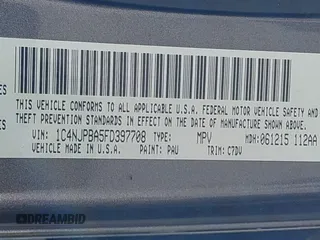 THIS VEHICLE CONFORMS TO ALL APPLICABLE U.S.A. FEDERAL MOTOR VEHICLE SAFETY AND
THEFT PREVENTION STANDARDS IN EFFECT ON THE DATE OF MANUFACTURE SHOWN ABOVE.
VIN: 1C4NJPBA5FD397708 TYPE: MPV MDH: 061215 112AA
VEHICLE MADE IN U.S.A. PAINT: PAU TRIM: C7DV
DREAMBID